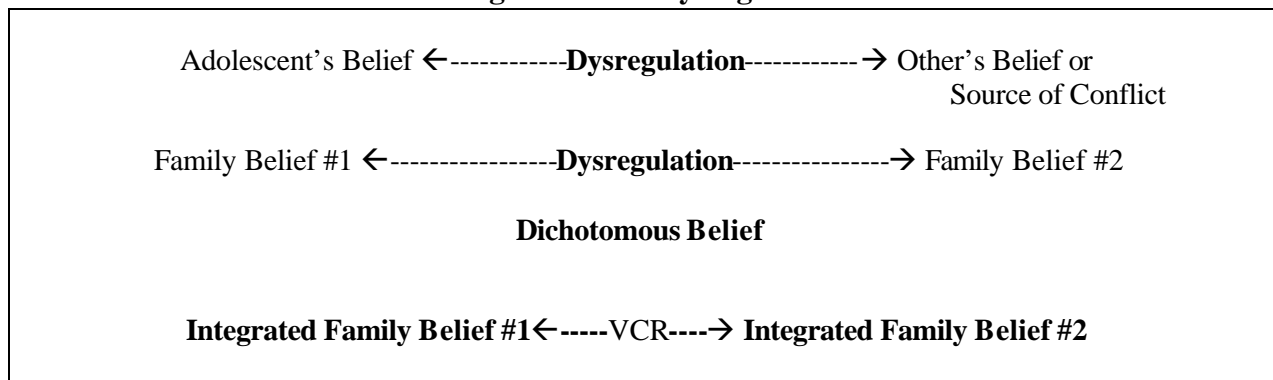 Adolescent's Belief ←------------Dysregulation------------→ Other's Belief or
Source of Conflict
Family Belief #1 ←-----------------Dysregulation----------------→ Family Belief #2
Dichotomous Belief
Integrated Family Belief #1←-----VCR----→ Integrated Family Belief #2